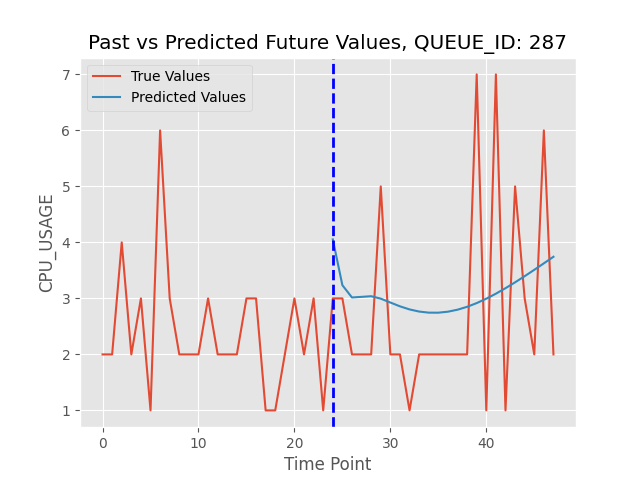 Past vs Predicted Future Values, QUEUE_ID: 287
True Values
Predicted Values
CPU_USAGE
7
6
5
4
3
2
1
0
10
20
30
40
Time Point